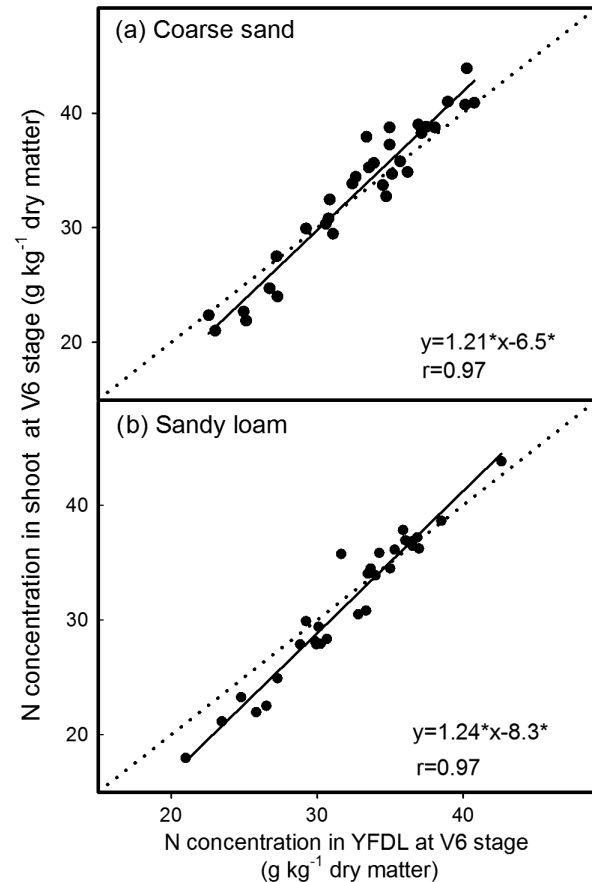 (a) Coarse sand
40
30
20
y=1.21*x-6.5*
r=0.97
N concentration in shoot at V6 stage (g kg⁻¹ dry matter)
(b) Sandy loam
40
30
20
y=1.24*x-8.3*
r=0.97
20 30 40
N concentration in YFDL at V6 stage
(g kg⁻¹ dry matter)